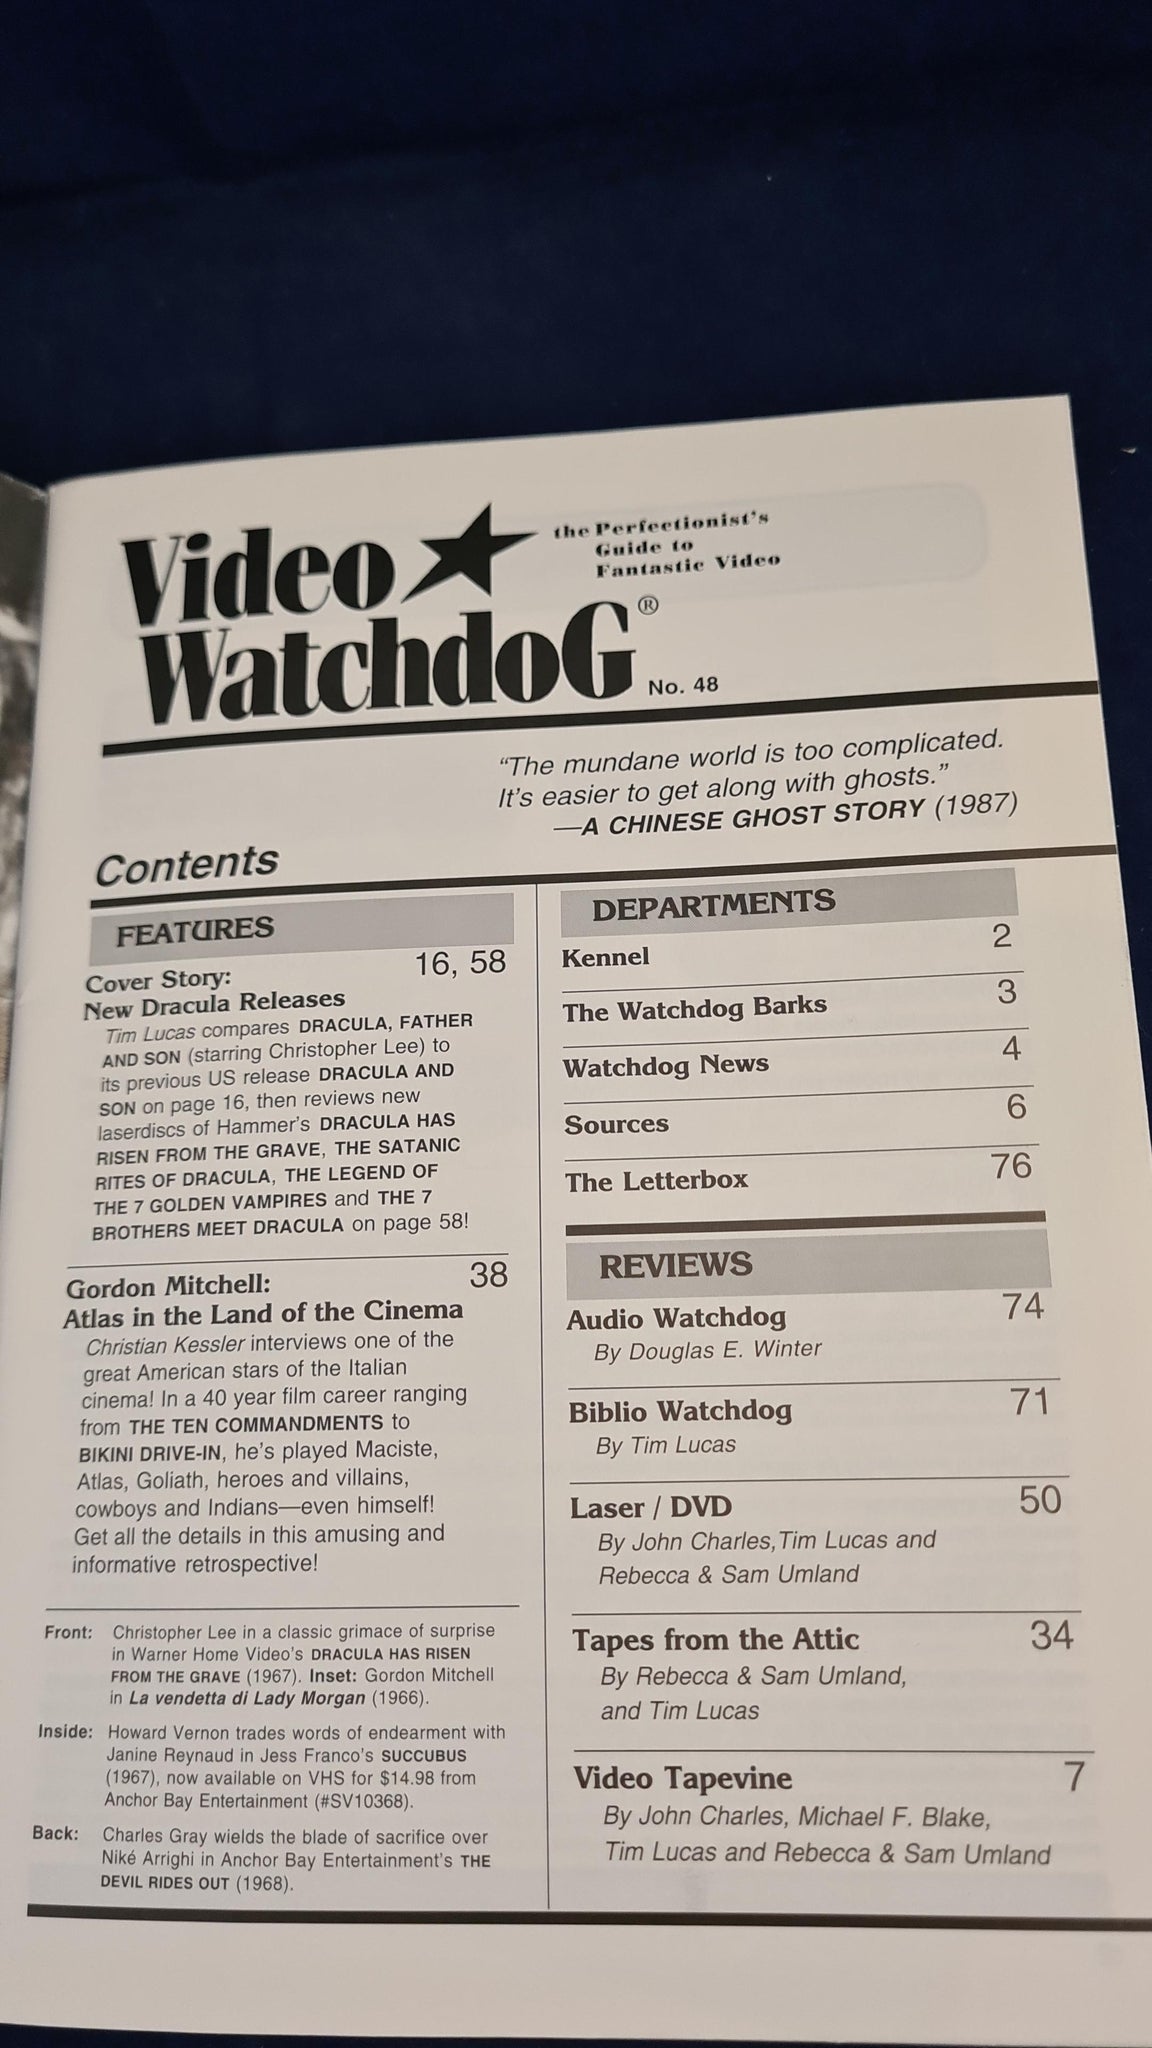 Video★
WatchdoG®
the Perfectionist's
Guide to
Fantastic Video
No. 48
“The mundane world is too complicated.
It's easier to get along with ghosts.”
—A CHINESE GHOST STORY (1987)
Contents
FEATURES
Cover Story: 16, 58
New Dracula Releases
Tim Lucas compares DRACULA, FATHER
AND SON (starring Christopher Lee) to
its previous US release DRACULA AND
SON on page 16, then reviews new
laserdiscs of Hammer's DRACULA HAS
RISEN FROM THE GRAVE, THE SATANIC
RITES OF DRACULA, THE LEGEND OF
THE 7 GOLDEN VAMPIRES and THE 7
BROTHERS MEET DRACULA on page 58!
Gordon Mitchell: 38
Atlas in the Land of the Cinema
Christian Kessler interviews one of the
great American stars of the Italian
cinema! In a 40 year film career ranging
from THE TEN COMMANDMENTS to
BIKINI DRIVE-IN, he's played Maciste,
Atlas, Goliath, heroes and villains,
cowboys and Indians—even himself!
Get all the details in this amusing and
informative retrospective!
Front: Christopher Lee in a classic grimace of surprise
in Warner Home Video's DRACULA HAS RISEN
FROM THE GRAVE (1967). Inset: Gordon Mitchell
in La vendetta di Lady Morgan (1966).
Inside: Howard Vernon trades words of endearment with
Janine Reynaud in Jess Franco's SUCCUBUS
(1967), now available on VHS for $14.98 from
Anchor Bay Entertainment (#SV10368).
Back: Charles Gray wields the blade of sacrifice over
Niké Arrighi in Anchor Bay Entertainment's THE
DEVIL RIDES OUT (1968).
DEPARTMENTS
Kennel 2
The Watchdog Barks 3
Watchdog News 4
Sources 6
The Letterbox 76
REVIEWS
Audio Watchdog 74
By Douglas E. Winter
Biblio Watchdog 71
By Tim Lucas
Laser / DVD 50
By John Charles, Tim Lucas and
Rebecca & Sam Umland
Tapes from the Attic 34
By Rebecca & Sam Umland,
and Tim Lucas
Video Tapevine 7
By John Charles, Michael F. Blake,
Tim Lucas and Rebecca & Sam Umland